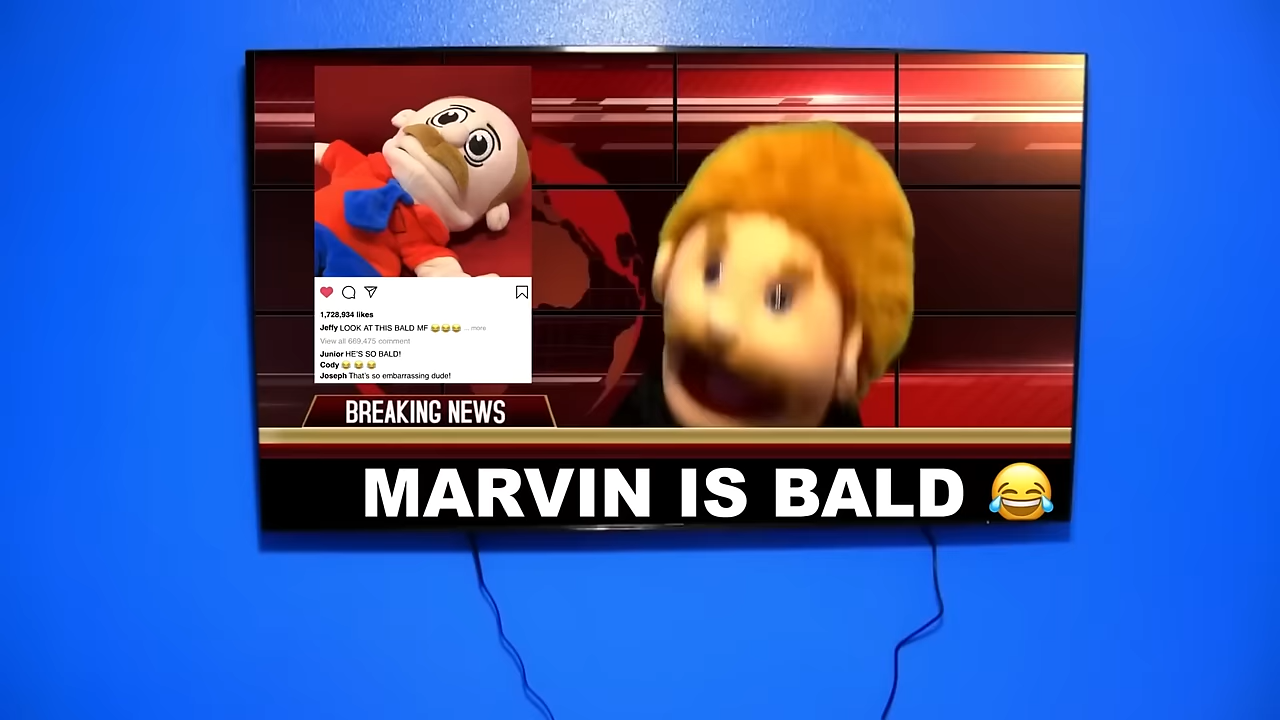 1,728,934 likes
Jeffy LOOK AT THIS BALD MF 😂😂😂 ... more
View all 669,475 comment
Junior HE'S SO BALD!
Cody 😂 😂 😂
Joseph That's so embarrassing dude!
BREAKING NEWS
MARVIN IS BALD 😂